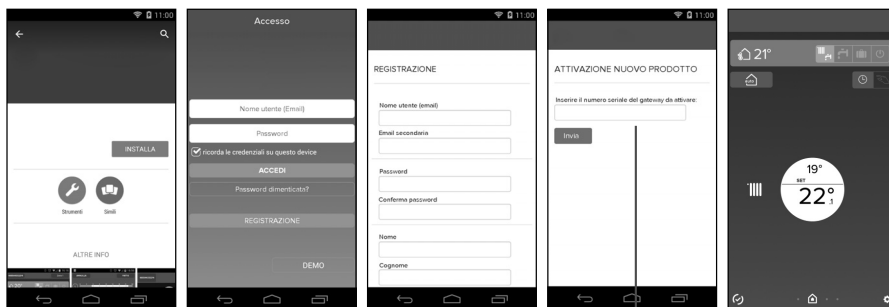 11:00
INSTALLA
Strumenti
Simili
ALTRE INFO
Accesso
Nome utente (Email)
Password
ricorda le credenziali su questo device
ACCEDI
Password dimenticata?
REGISTRAZIONE
DEMO
11:00
REGISTRAZIONE
Nome utente (email)
Email secondaria
Password
Conferma password
Nome
Cognome
11:00
ATTIVAZIONE NUOVO PRODOTTO
Inserire il numero seriale del gateway da attivare:
Invia
21°
19°
SET
22°.1